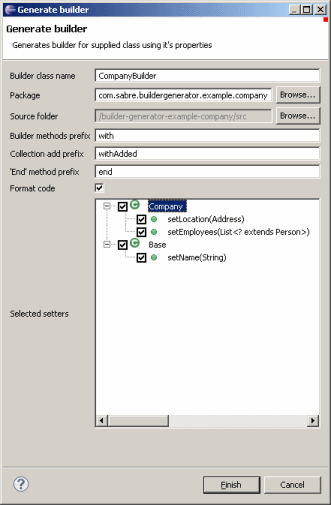 Generate builder
Generate builder
Generates builder for supplied class using it's properties
Builder class name CompanyBuilder
Package com.sabre.buildergenerator.example.company Browse...
Source folder /builder-generator-example-company/src Browse...
Builder methods prefix with
Collection add prefix withAdded
'End' method prefix end
Format code
Company
setLocation(Address)
setEmployees(List<? extends Person>)
Base
setName(String)
Selected setters
Finish Cancel